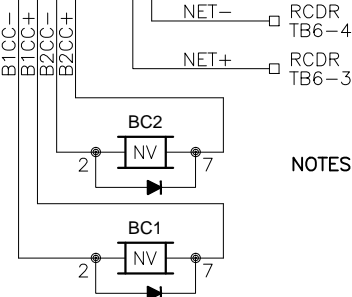 NET-
RCDR
TB6-4
NET+
RCDR
TB6-3
B1CC-
B1CC+
B2CC-
B2CC+
BC2
NV
2
7
NOTES
BC1
NV
2
7